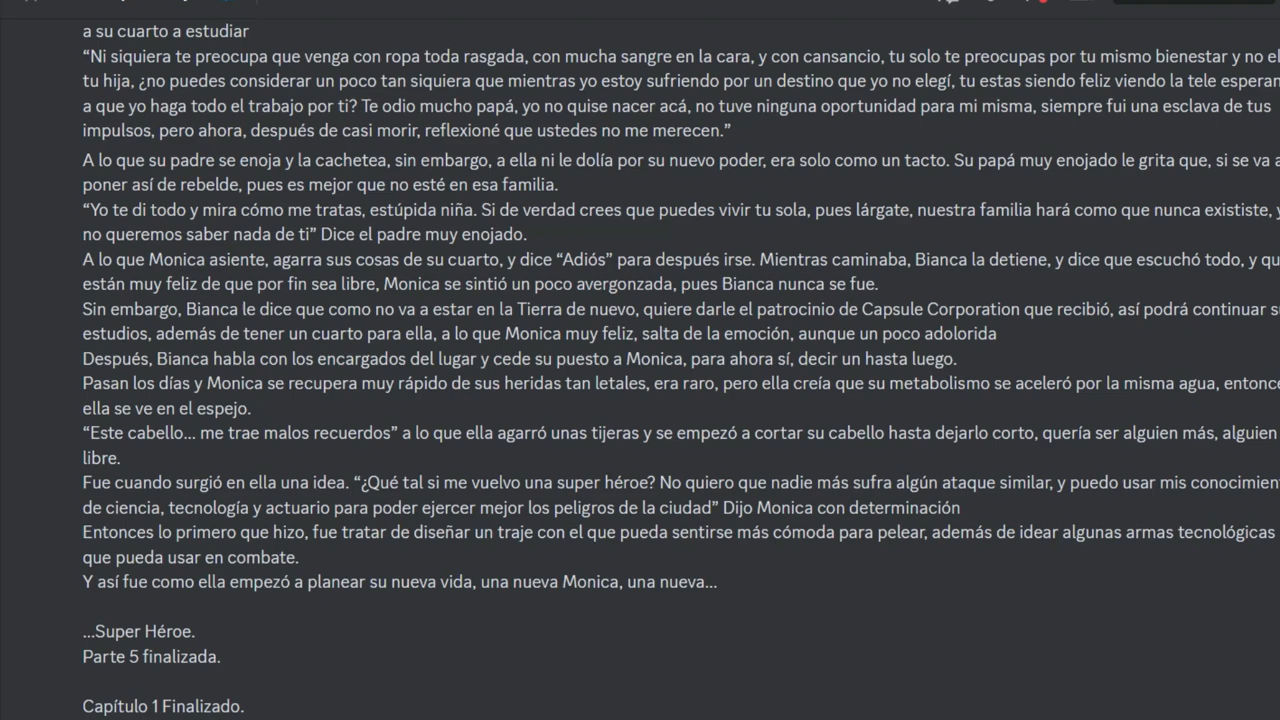 a su cuarto a estudiar
“Ni siquiera te preocupa que venga con ropa toda rasgada, con mucha sangre en la cara, y con cansancio, tu solo te preocupas por tu mismo bienestar y no el
tu hija, ¿no puedes considerar un poco tan siquiera que mientras yo estoy sufriendo por un destino que yo no elegí, tu estas siendo feliz viendo la tele
a que yo haga todo el trabajo por ti? Te odio mucho papá, yo no quise nacer acá, no tuve ninguna oportunidad para mi misma, siempre fui una esclava de tus
impulsos, pero ahora, después de casi morir, reflexioné que ustedes no me merecen.”
A lo que su padre se enoja y la cachetea, sin embargo, a ella ni le dolía por su nuevo poder, era solo como un tacto. Su papá muy enojado le grita que, si se va a
poner así de rebelde, pues es mejor que no esté en esa familia.
“Yo te di todo y mira cómo me tratas, estúpida niña. Si de verdad crees que puedes vivir tu sola, pues lárgate, nuestra familia hará como que nunca exististe, y
no queremos saber nada de ti” Dice el padre muy enojado.
A lo que Monica asiente, agarra sus cosas de su cuarto, y dice “Adiós” para después irse. Mientras caminaba, Bianca la detiene, y dice que escuchó todo, y
están muy feliz de que por fin sea libre, Monica se sintió un poco avergonzada, pues Bianca nunca se fue.
Sin embargo, Bianca le dice que como no va a estar en la Tierra de nuevo, quiere darle el patrocinio de Capsule Corporation que recibió, así podrá continuar
estudios, además de tener un cuarto para ella, a lo que Monica muy feliz, salta de la emoción, aunque un poco adolorida
Después, Bianca habla con los encargados del lugar y cede su puesto a Monica, para ahora sí, decir un hasta luego.
Pasan los días y Monica se recupera muy rápido de sus heridas tan letales, era raro, pero ella creía que su metabolismo se aceleró por la misma agua,
ella se ve en el espejo.
“Este cabello... me trae malos recuerdos” a lo que ella agarró unas tijeras y se empezó a cortar su cabello hasta dejarlo corto, quería ser alguien más, alguien
libre.
Fue cuando surgió en ella una idea. “¿Qué tal si me vuelvo una super héroe? No quiero que nadie más sufra algún ataque similar, y puedo usar mis
de ciencia, tecnología y actuario para poder ejercer mejor los peligros de la ciudad” Dijo Monica con determinación
Entonces lo primero que hizo, fue tratar de diseñar un traje con el que pueda sentirse más cómoda para pelear, además de idear algunas armas tecnológicas
que pueda usar en combate.
Y así fue como ella empezó a planear su nueva vida, una nueva Monica, una nueva...
...Super Héroe.
Parte 5 finalizada.
Capítulo 1 Finalizado.